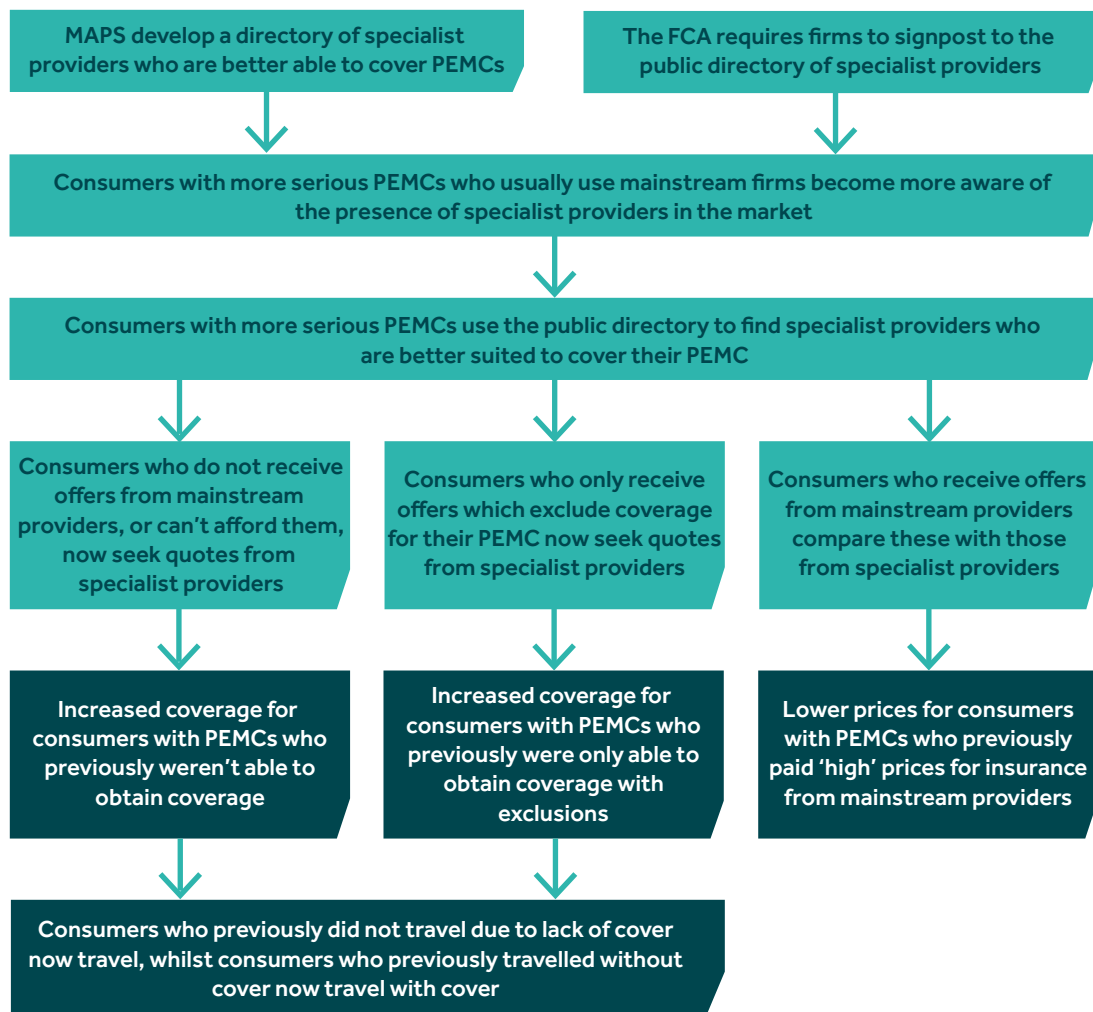 MAPS develop a directory of specialist
providers who are better able to cover PEMCs
The FCA requires firms to signpost to the
public directory of specialist providers
Consumers with more serious PEMCs who usually use mainstream firms become more aware of
the presence of specialist providers in the market
Consumers with more serious PEMCs use the public directory to find specialist providers who
are better suited to cover their PEMC
Consumers who do not receive
offers from mainstream
providers, or can't afford them,
now seek quotes from
specialist providers
Consumers who only receive
offers which exclude coverage
for their PEMC now seek quotes
from specialist providers
Consumers who receive offers
from mainstream providers
compare these with those
from specialist providers
Increased coverage for
consumers with PEMCs who
previously weren't able to
obtain coverage
Increased coverage for
consumers with PEMCs who
previously were only able to
obtain coverage with
exclusions
Lower prices for consumers
with PEMCs who previously
paid 'high' prices for insurance
from mainstream providers
Consumers who previously did not travel due to lack of cover
now travel, whilst consumers who previously travelled without
cover now travel with cover